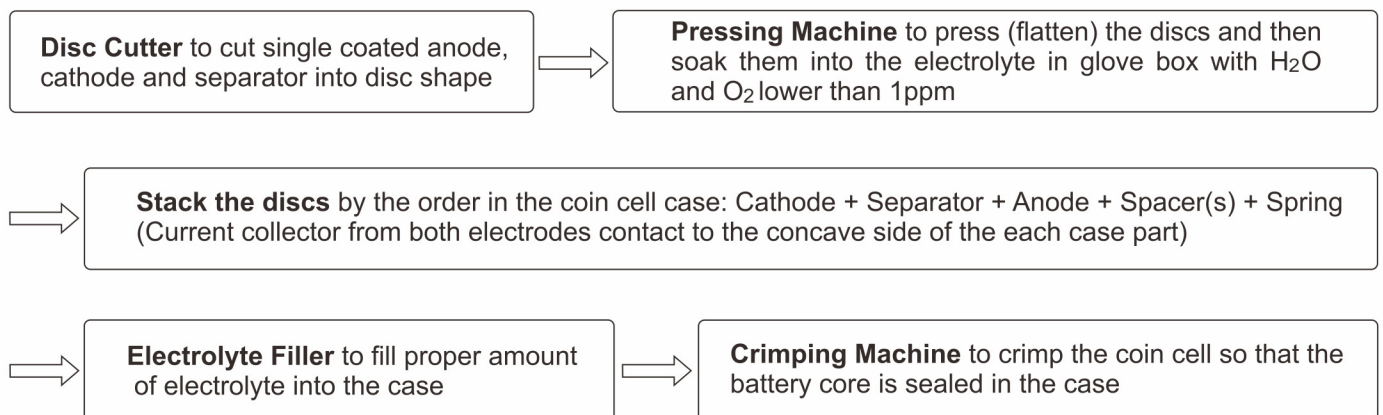 Disc Cutter to cut single coated anode,
cathode and separator into disc shape
Pressing Machine to press (flatten) the discs and then
soak them into the electrolyte in glove box with H2O
and O2 lower than 1ppm
Stack the discs by the order in the coin cell case: Cathode + Separator + Anode + Spacer(s) + Spring
(Current collector from both electrodes contact to the concave side of the each case part)
Electrolyte Filler to fill proper amount
of electrolyte into the case
Crimping Machine to crimp the coin cell so that the
battery core is sealed in the case